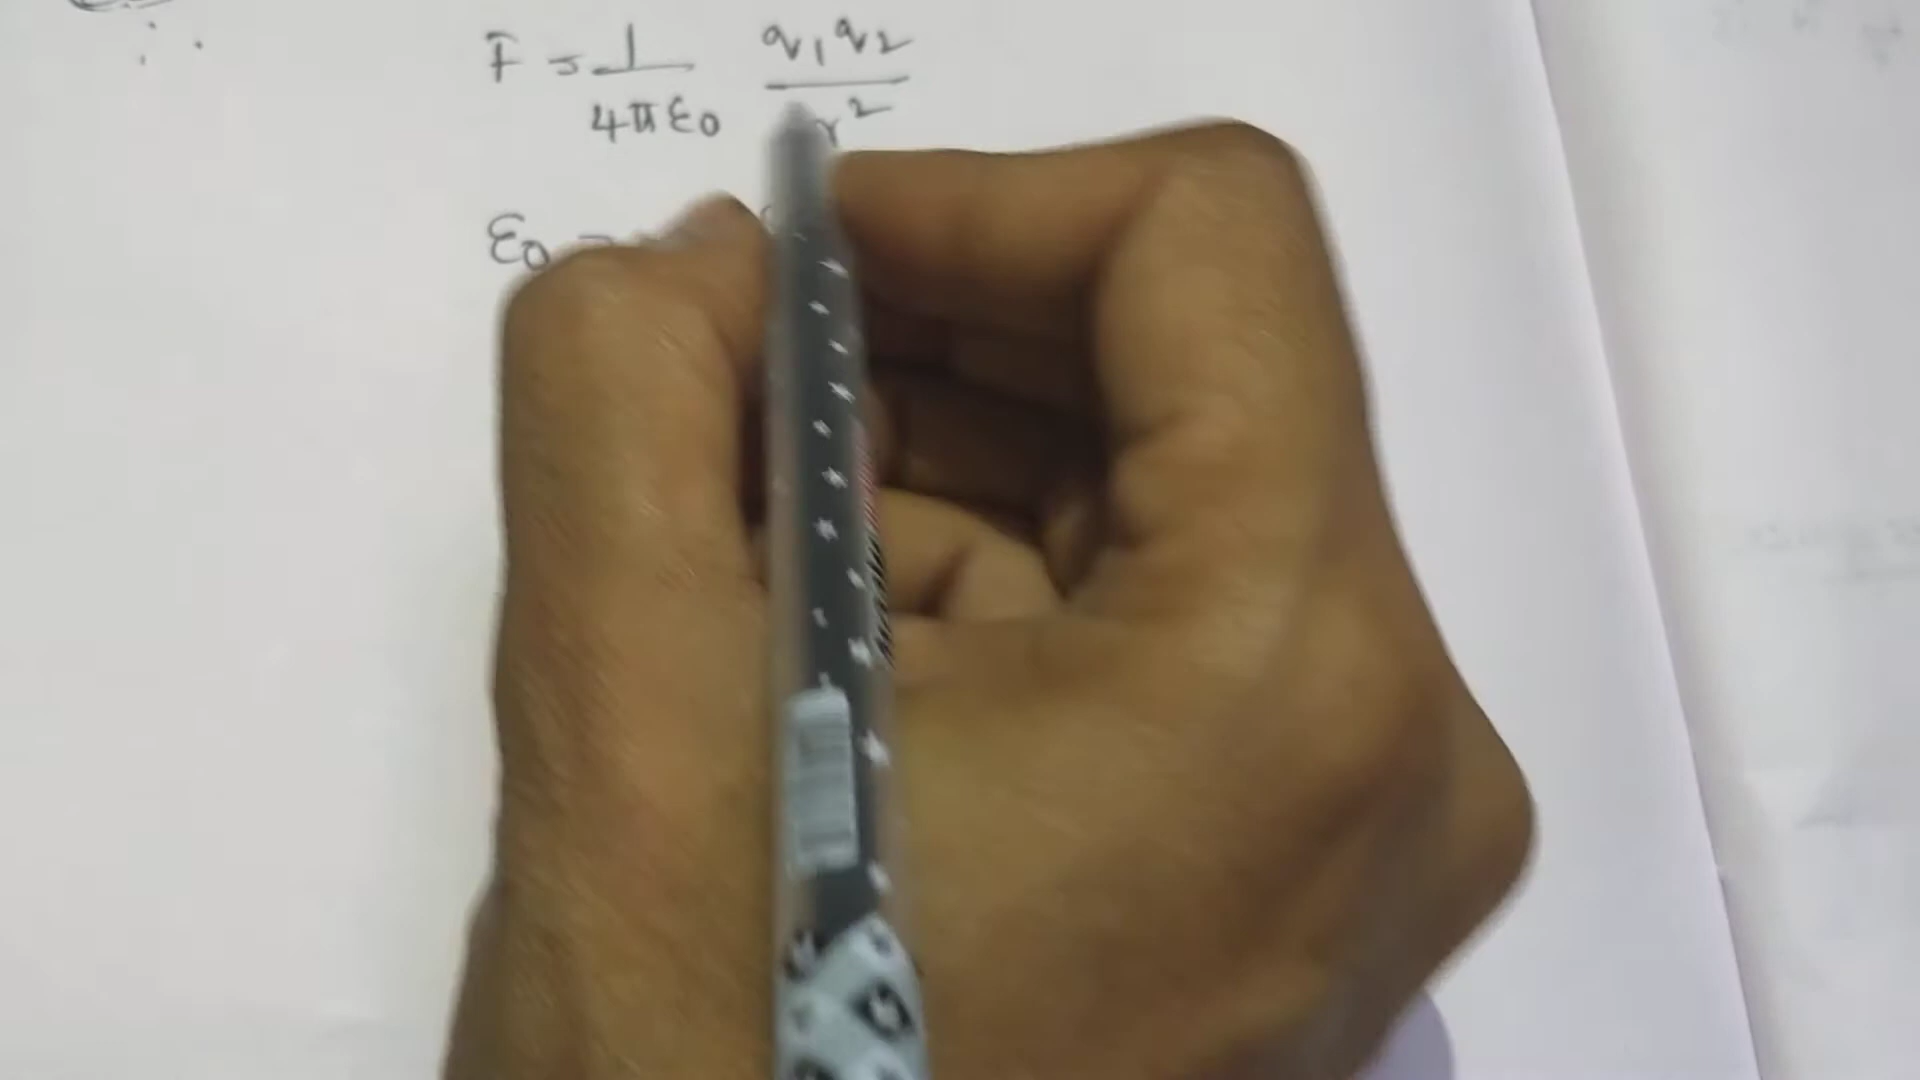 F = 1/4πε0 q1q2/r²
ε0 =